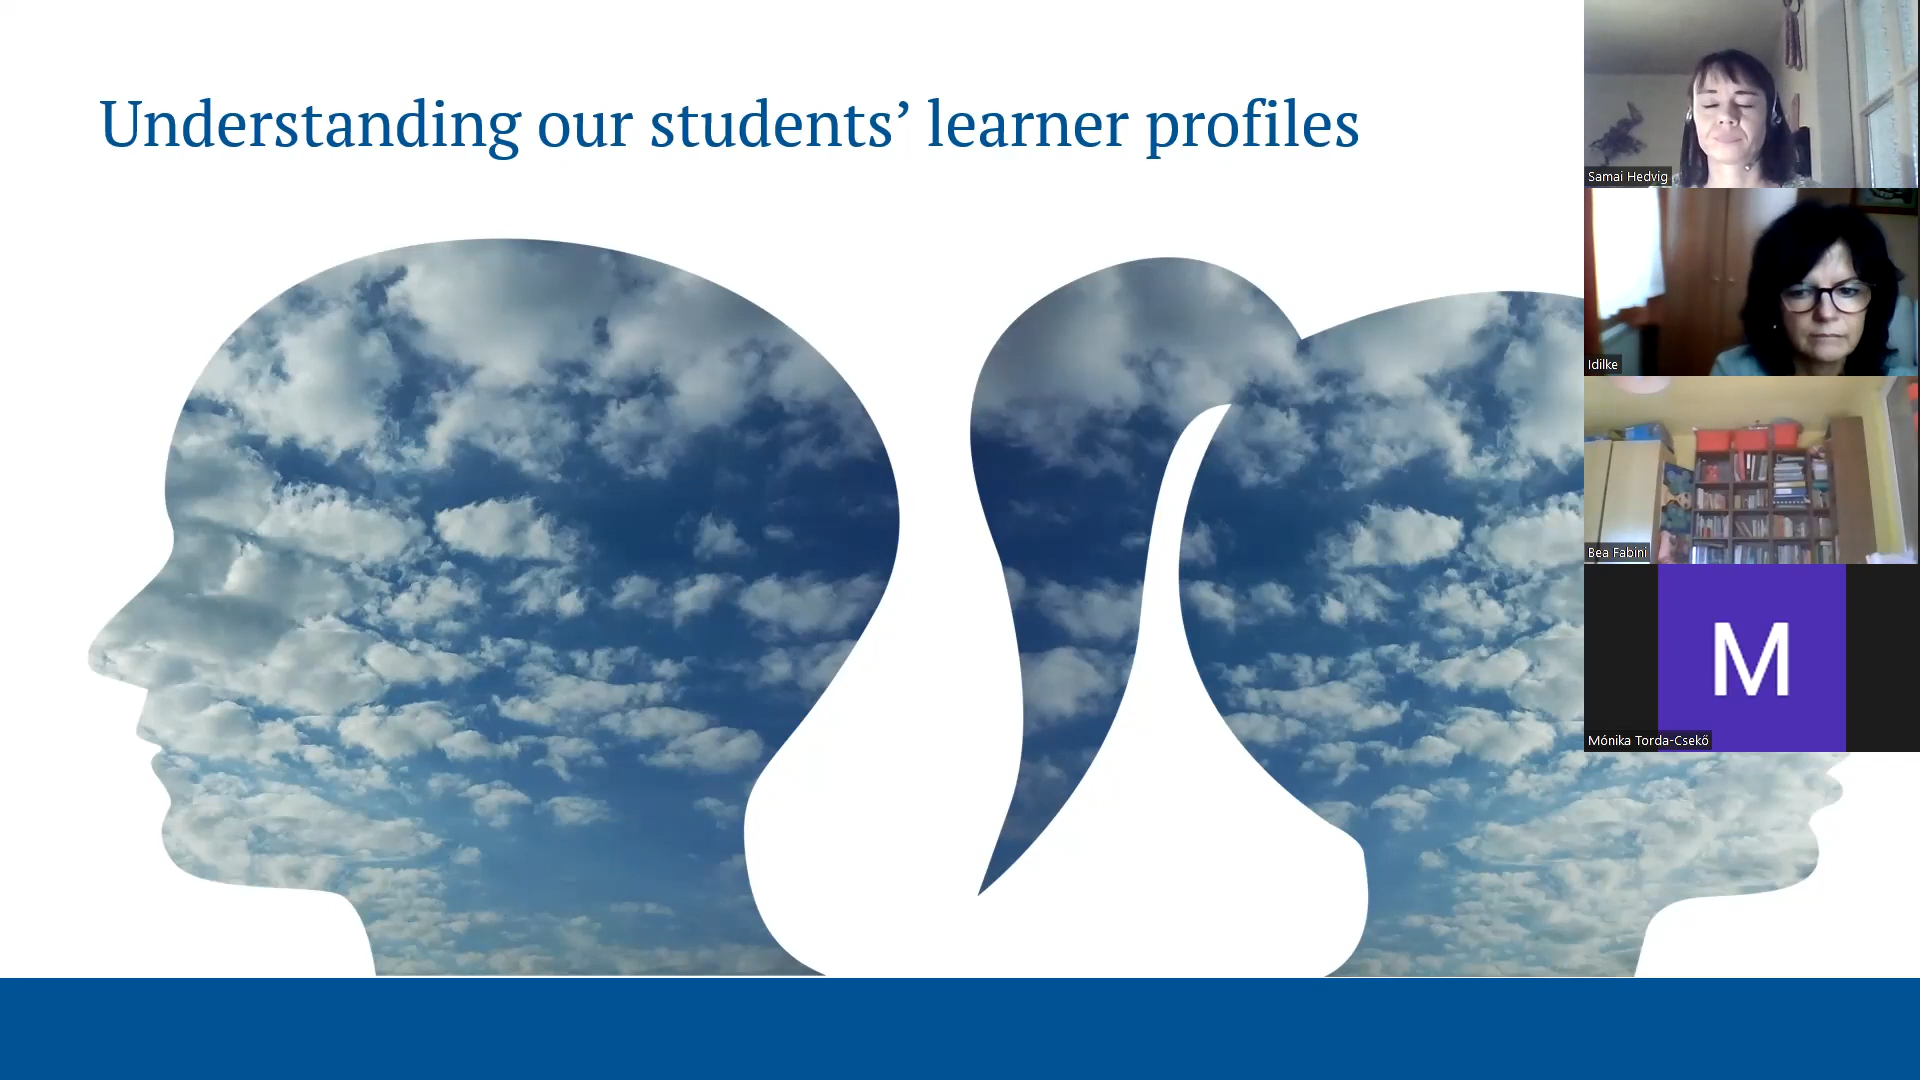 Understanding our students’ learner profiles
Samai Hedvig
Idilke
Bea Fabini
M
Mónika Torda-Csekő